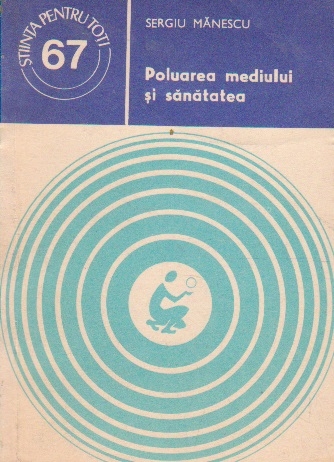 ȘTIINȚA PENTRU TOȚI
67
SERGIU MĂNESCU
Poluarea mediului
și sănătatea